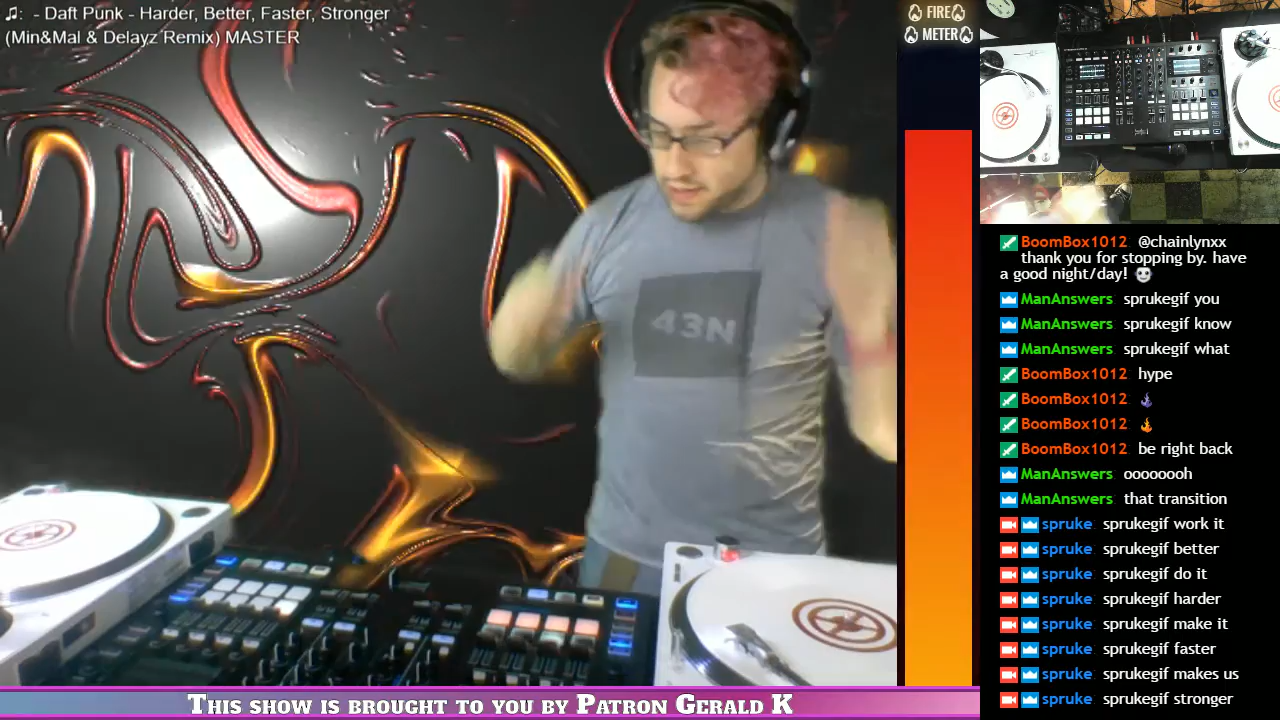 ♫: - Daft Punk - Harder, Better, Faster, Stronger
(Min&Mal & Delayz Remix) MASTER
FIRE
METER
43N
BoomBox1012 @chainlynxx
thank you for stopping by. have
a good night/day!
ManAnswers sprukegif you
ManAnswers sprukegif know
ManAnswers sprukegif what
BoomBox1012 hype
BoomBox1012
BoomBox1012
BoomBox1012 be right back
ManAnswers oooooooh
ManAnswers that transition
spruke sprukegif work it
spruke sprukegif better
spruke sprukegif do it
spruke sprukegif harder
spruke sprukegif make it
spruke sprukegif faster
spruke sprukegif makes us
spruke sprukegif stronger
This show is brought to you by Patron Gerald K